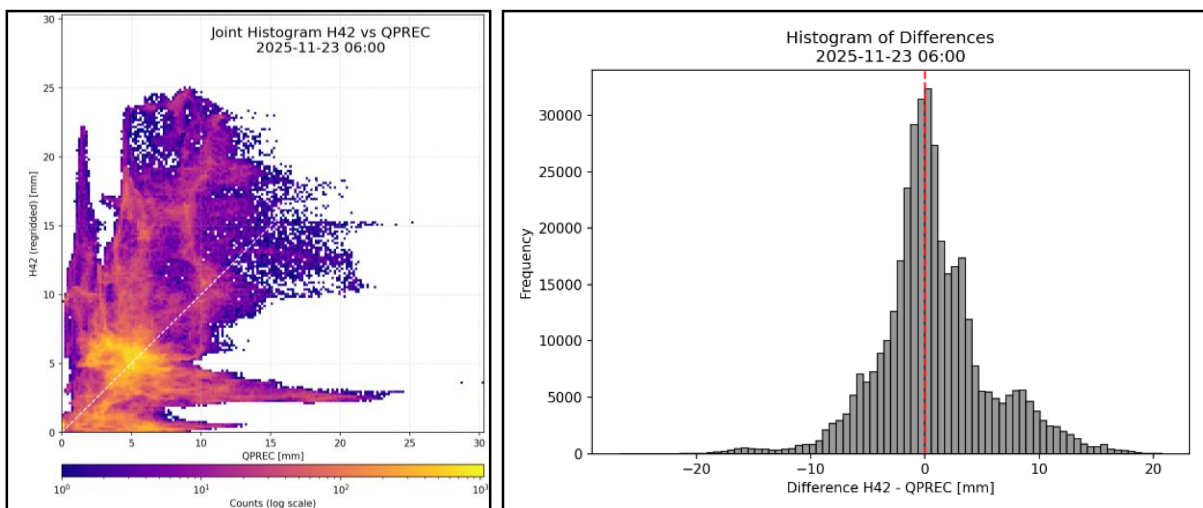 Joint Histogram H42 vs QPREC
2025-11-23 06:00
30
25
20
15
10
5
0
H42 (regridded) [mm]
0 5 10 15 20 25 30
QPREC [mm]
10⁰ 10¹ 10² 10³
Counts (log scale)
Histogram of Differences
2025-11-23 06:00
30000
25000
20000
15000
10000
5000
0
Frequency
−20 −10 0 10 20
Difference H42 - QPREC [mm]